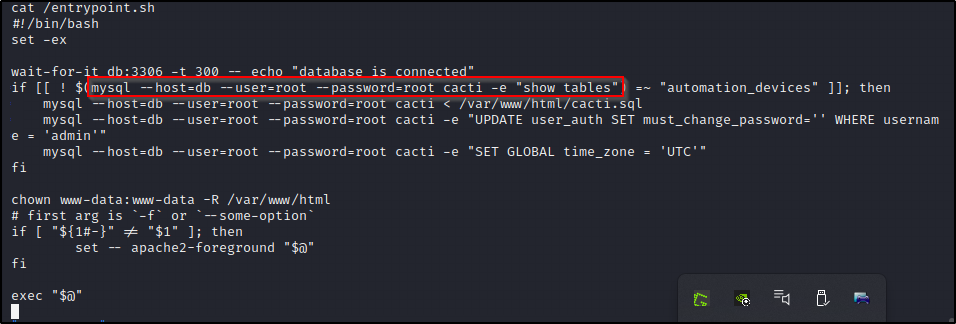 cat /entrypoint.sh
#!/bin/bash
set -ex
wait-for-it db:3306 -t 300 -- echo "database is connected"
if [[ ! $(mysql --host=db --user=root --password=root cacti -e "show tables") =~ "automation_devices" ]]; then
    mysql --host=db --user=root --password=root cacti < /var/www/html/cacti.sql
    mysql --host=db --user=root --password=root cacti -e "UPDATE user_auth SET must_change_password='' WHERE usernam
e = 'admin'"
    mysql --host=db --user=root --password=root cacti -e "SET GLOBAL time_zone = 'UTC'"
fi
chown www-data:www-data -R /var/www/html
# first arg is `-f` or `--some-option`
if [ "${1#-}" != "$1" ]; then
        set -- apache2-foreground "$@"
fi
exec "$@"